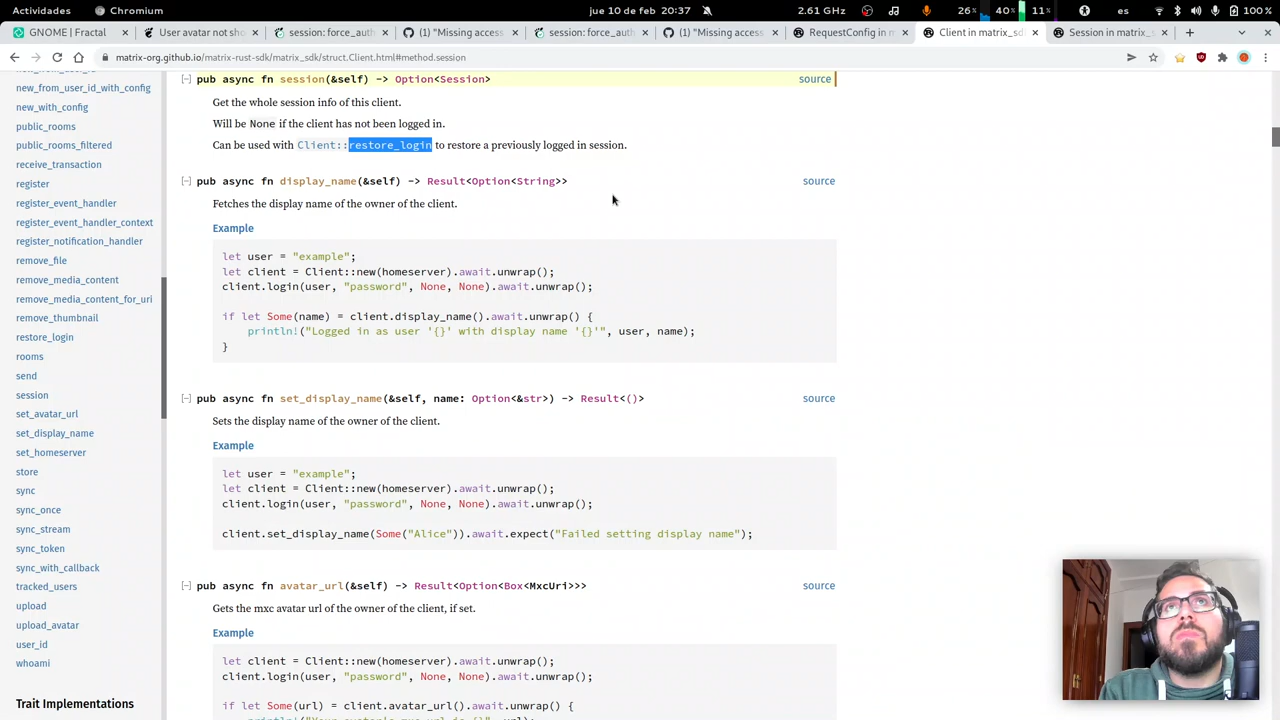 Actividades
Chromium
jue 10 de feb  20:37
2.61 GHz
26%
40%
11%
es
100 %
GNOME | Fractal
User avatar not sho
session: force_auth
(1) "Missing access
session: force_auth
(1) "Missing access
RequestConfig in m
Client in matrix_sd
Session in matrix_s
matrix-org.github.io/matrix-rust-sdk/matrix_sdk/struct.Client.html#method.session
new_from_user_id_with_config
new_with_config
public_rooms
public_rooms_filtered
receive_transaction
register
register_event_handler
register_event_handler_context
register_notification_handler
remove_file
remove_media_content
remove_media_content_for_uri
remove_thumbnail
restore_login
rooms
send
session
set_avatar_url
set_display_name
set_homeserver
store
sync
sync_once
sync_stream
sync_token
sync_with_callback
tracked_users
upload
upload_avatar
user_id
whoami
Trait Implementations
[-] pub async fn session(&self) -> Option<Session> source
Get the whole session info of this client.
Will be None if the client has not been logged in.
Can be used with Client::restore_login to restore a previously logged in session.
[-] pub async fn display_name(&self) -> Result<Option<String>> source
Fetches the display name of the owner of the client.
Example
let user = "example";
let client = Client::new(homeserver).await.unwrap();
client.login(user, "password", None, None).await.unwrap();
if let Some(name) = client.display_name().await.unwrap() {
println!("Logged in as user '{}' with display name '{}'", user, name);
}
[-] pub async fn set_display_name(&self, name: Option<&str>) -> Result<()> source
Sets the display name of the owner of the client.
Example
let user = "example";
let client = Client::new(homeserver).await.unwrap();
client.login(user, "password", None, None).await.unwrap();
client.set_display_name(Some("Alice")).await.expect("Failed setting display name");
[-] pub async fn avatar_url(&self) -> Result<Option<Box<MxcUri>>> source
Gets the mxc avatar url of the owner of the client, if set.
Example
let client = Client::new(homeserver).await.unwrap();
client.login(user, "password", None, None).await.unwrap();
if let Some(url) = client.avatar_url().await.unwrap() {